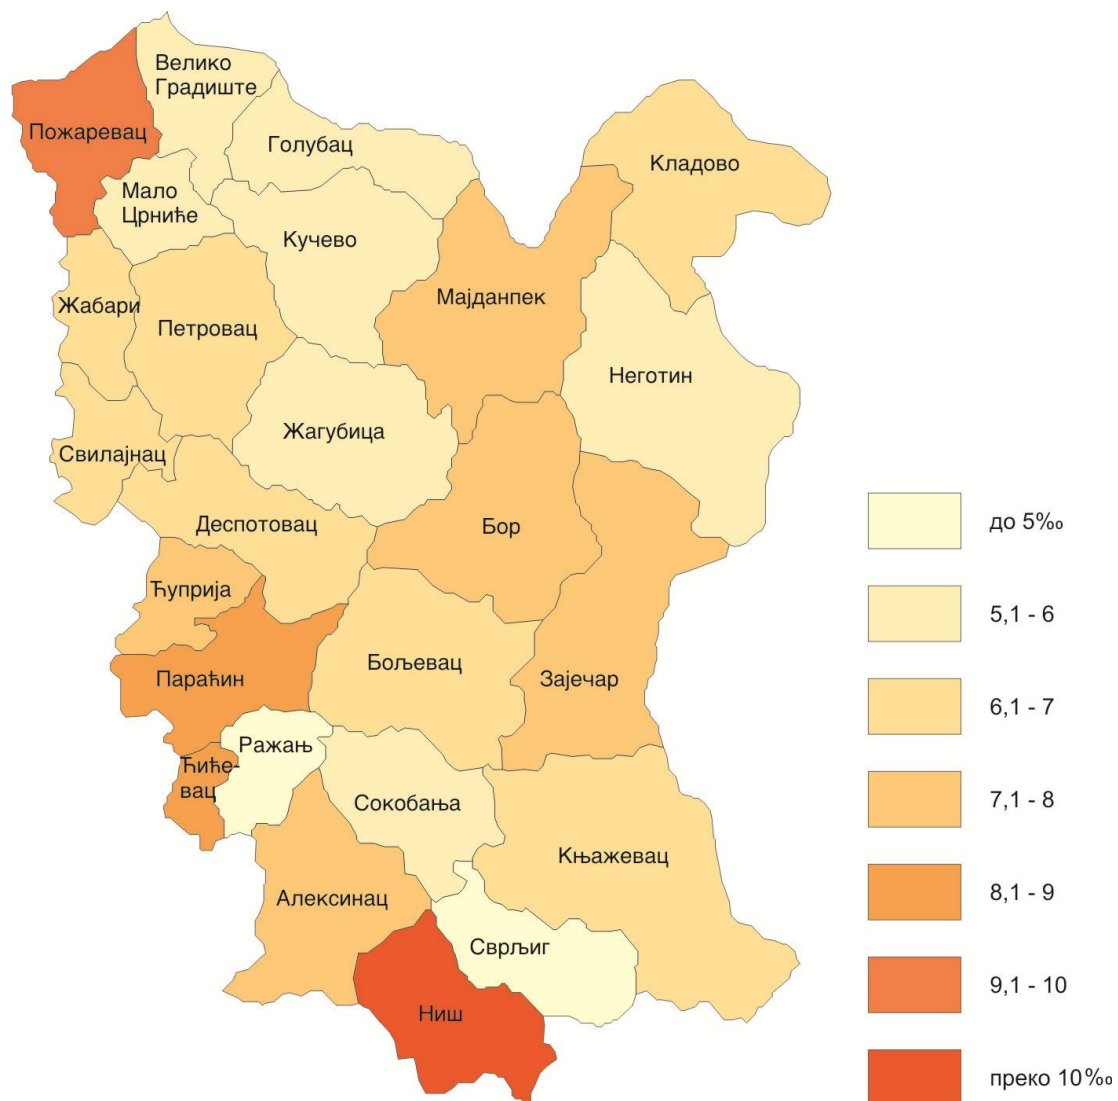 Велико
Градиште
Пожаревац
Голубац
Кладово
Мало
Црниће
Кучево
Мајданпек
Жабари
Петровац
Неготин
Жагубица
Свилајнац
Деспотовац
Бор
Ћуприја
Бољевац
Параћин
Зајечар
Ражањ
Ћиће-
вац
Сокобања
Књажевац
Алексинац
Сврљиг
Ниш
до 5‰
5,1 - 6
6,1 - 7
7,1 - 8
8,1 - 9
9,1 - 10
преко 10‰